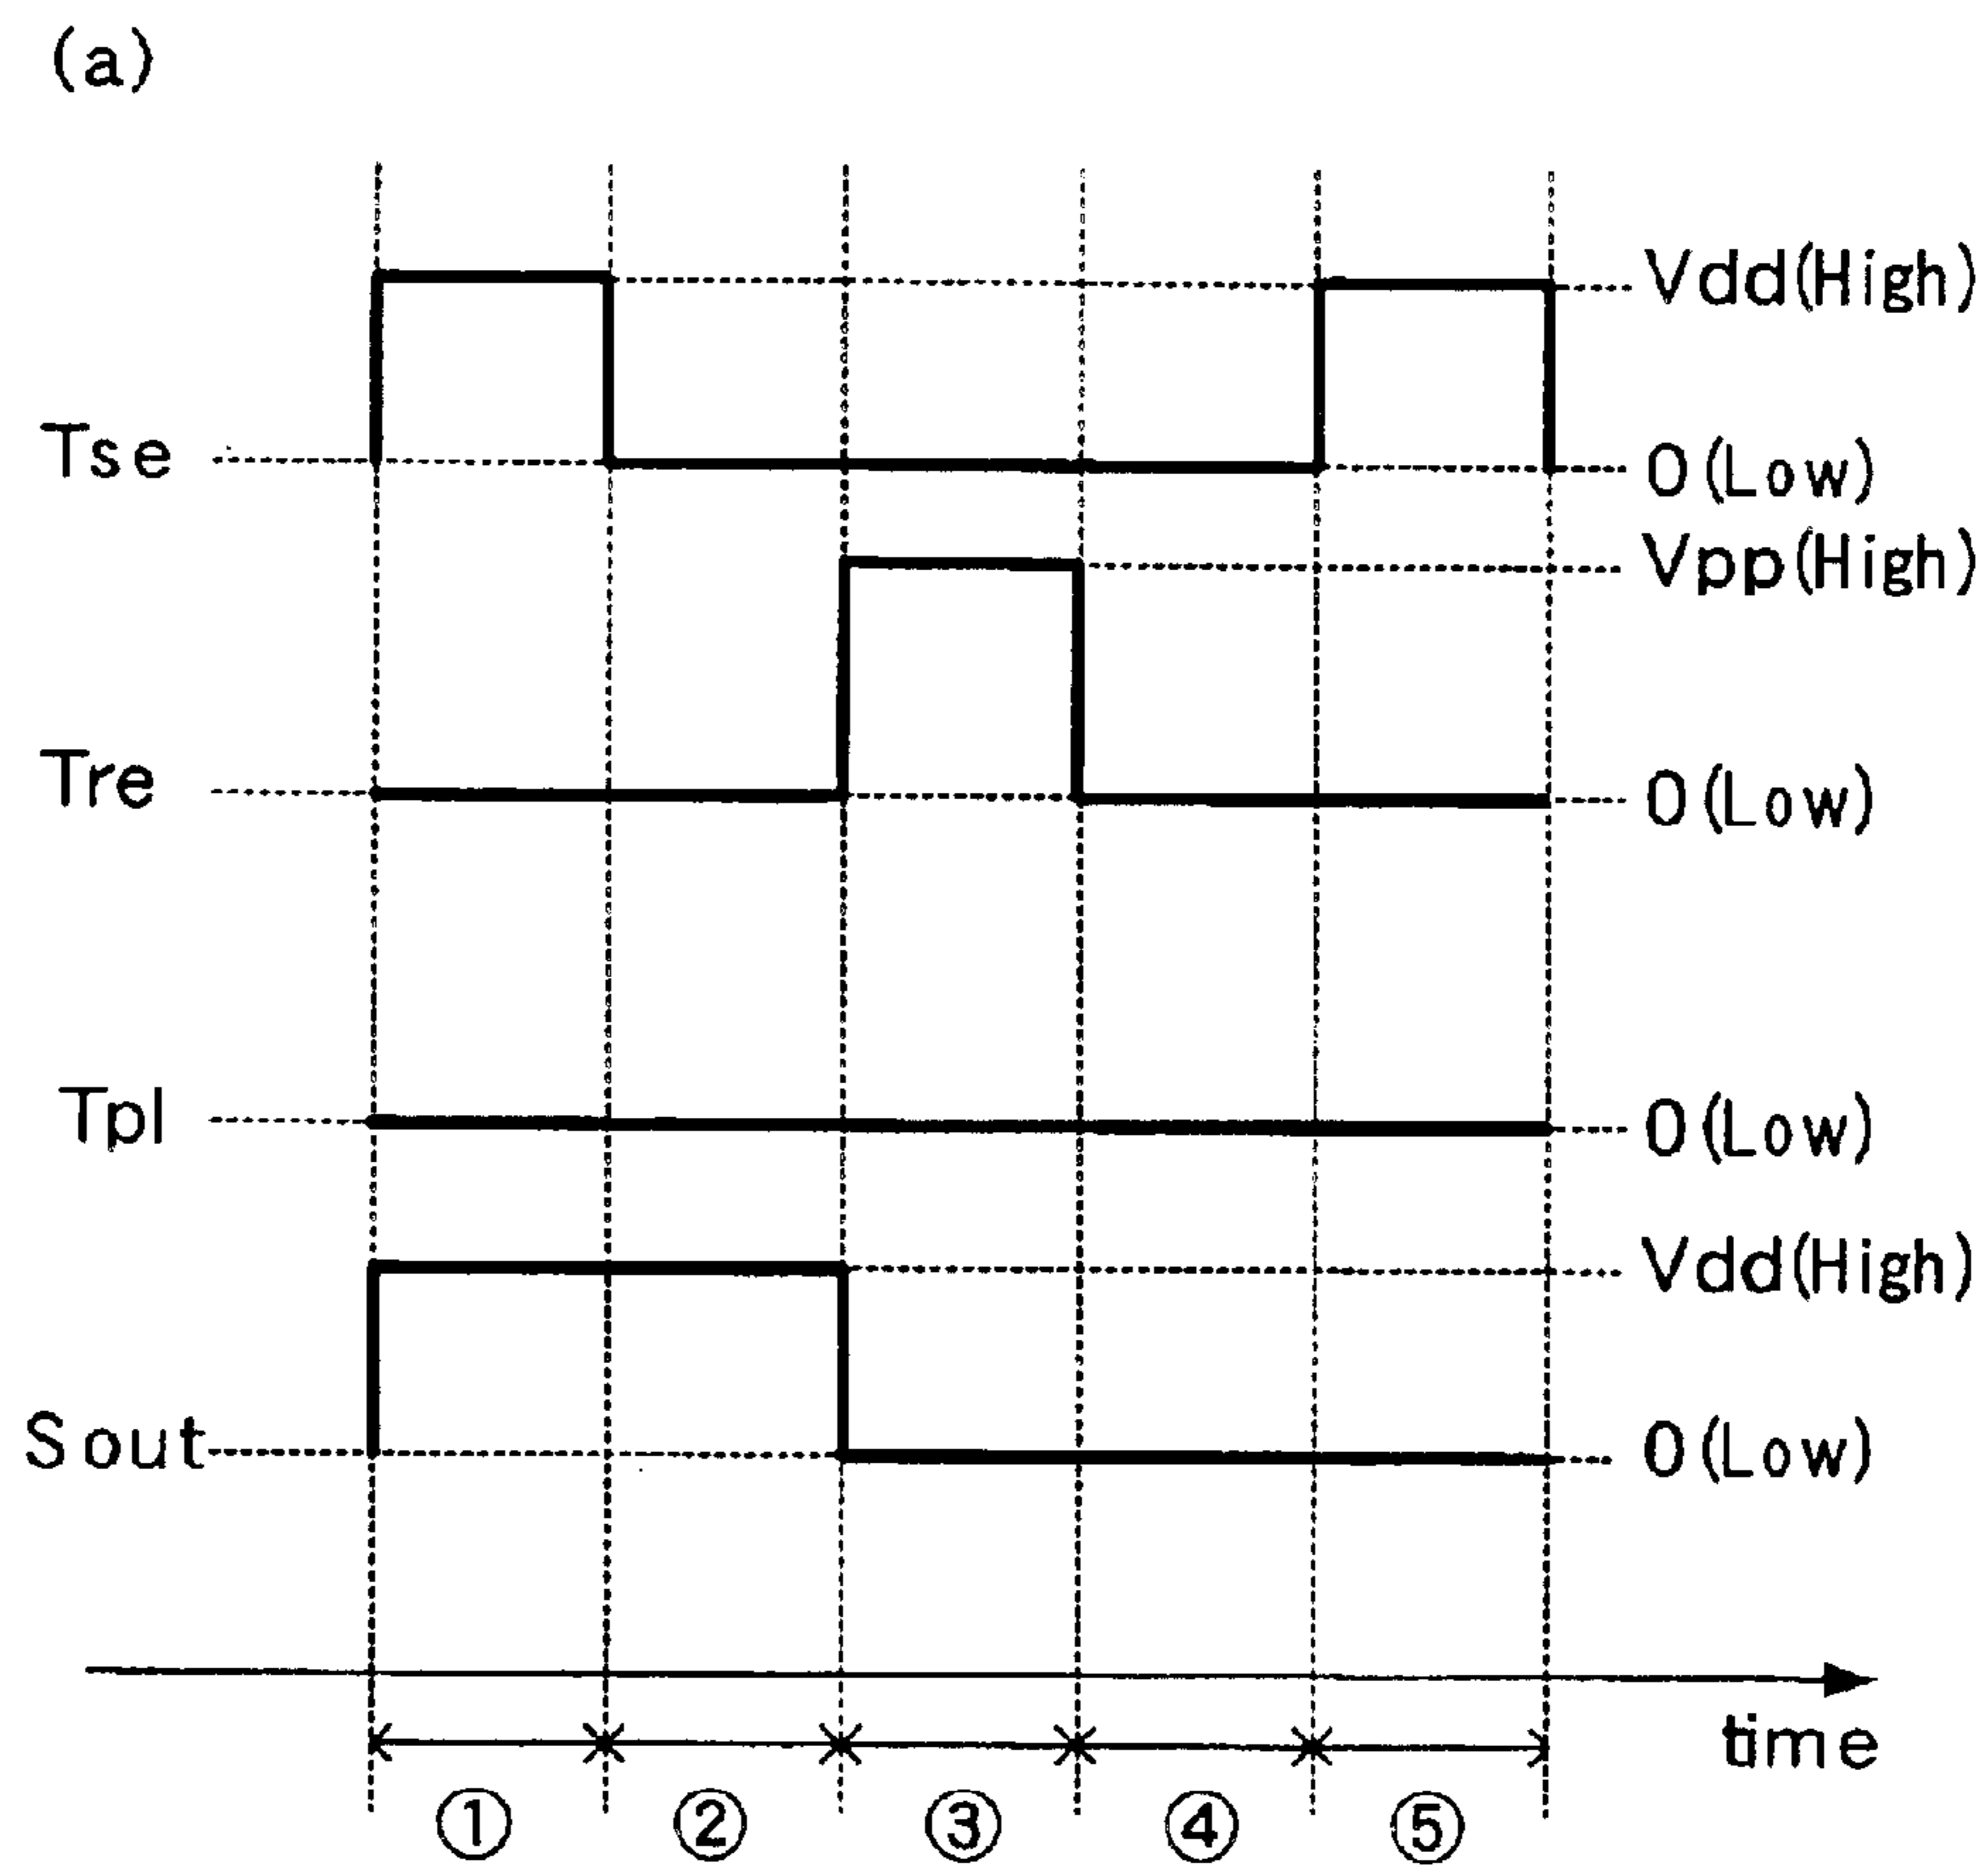 (a)
Vdd(High)
Tse 0(Low)
Vpp(High)
Tre 0(Low)
Tpl 0(Low)
Vdd(High)
Sout 0(Low)
time
① ② ③ ④ ⑤